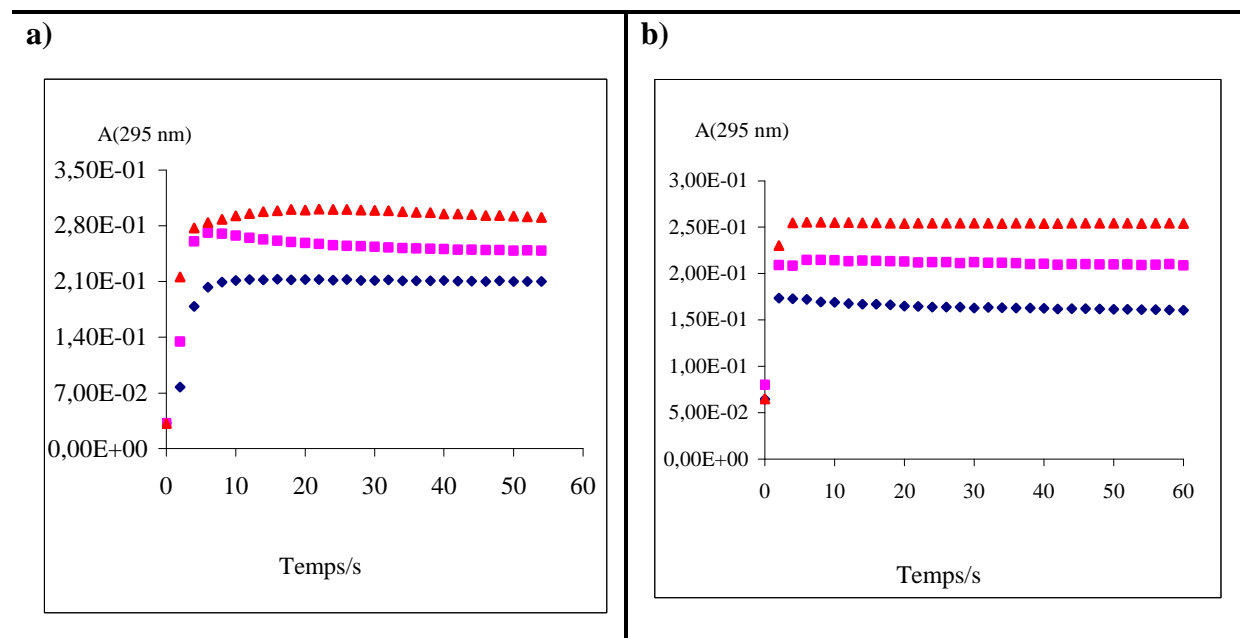 a)
A(295 nm)
3,50E-01
2,80E-01
2,10E-01
1,40E-01
7,00E-02
0,00E+00
0 10 20 30 40 50 60
Temps/s
b)
A(295 nm)
3,00E-01
2,50E-01
2,00E-01
1,50E-01
1,00E-01
5,00E-02
0,00E+00
0 10 20 30 40 50 60
Temps/s